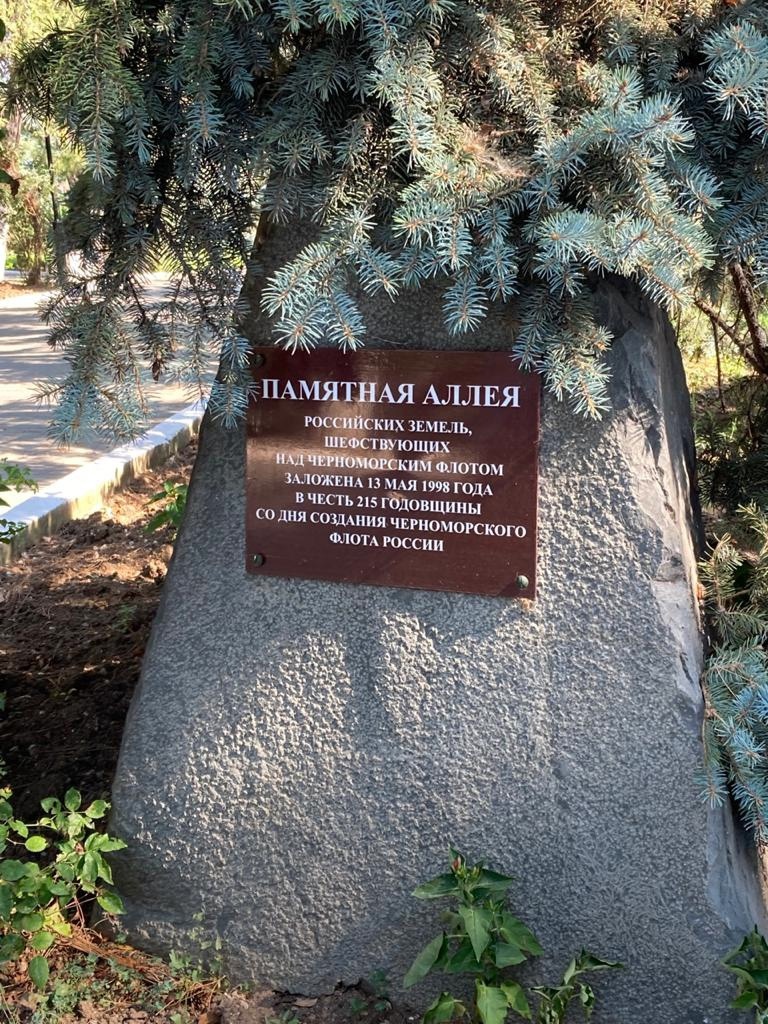 ПАМЯТНАЯ АЛЛЕЯ
РОССИЙСКИХ ЗЕМЕЛЬ,
ШЕФСТВУЮЩИХ
НАД ЧЕРНОМОРСКИМ ФЛОТОМ
ЗАЛОЖЕНА 13 МАЯ 1998 ГОДА
В ЧЕСТЬ 215 ГОДОВЩИНЫ
СО ДНЯ СОЗДАНИЯ ЧЕРНОМОРСКОГО
ФЛОТА РОССИИ